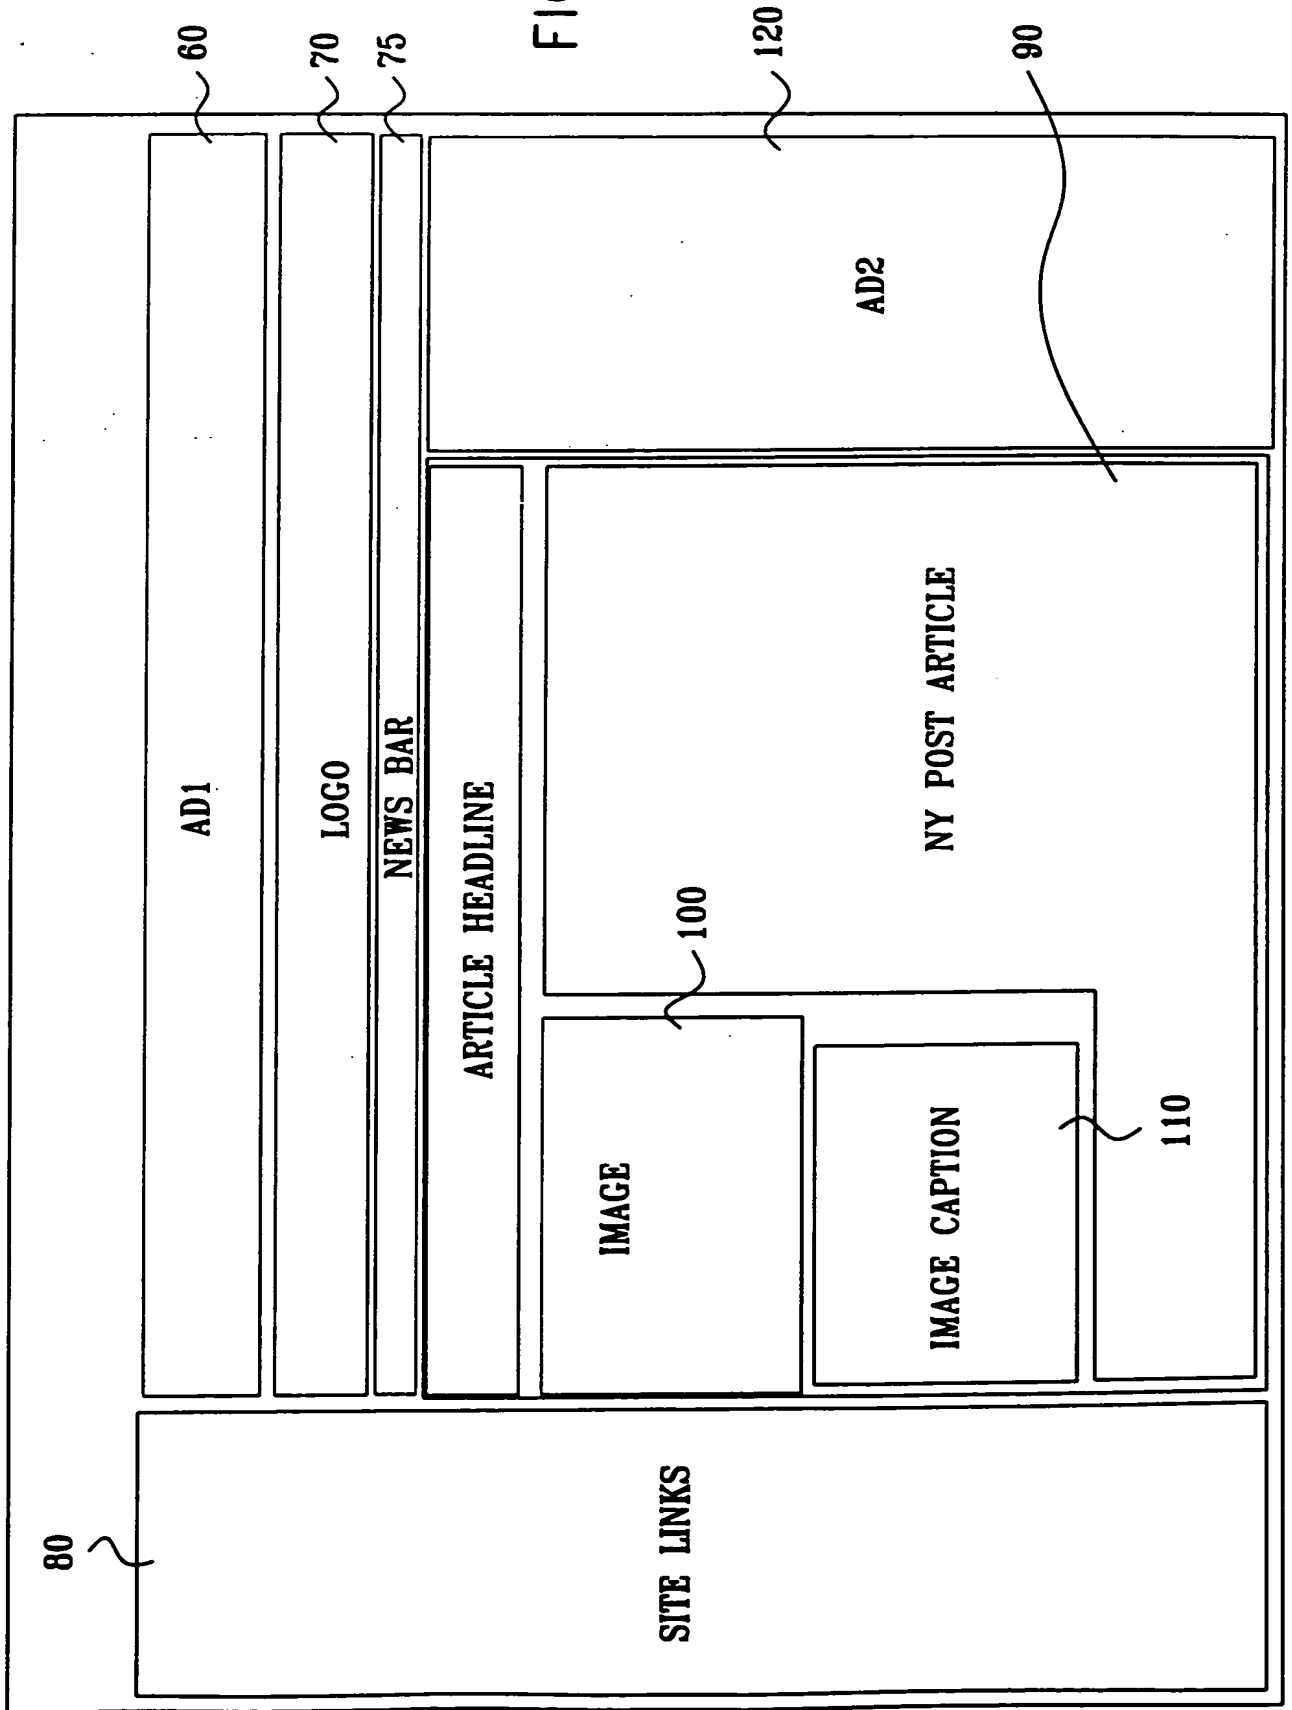 80
AD1
60
LOGO
70
NEWS BAR
75
ARTICLE HEADLINE
IMAGE
100
IMAGE CAPTION
110
NY POST ARTICLE
90
AD2
120
SITE LINKS